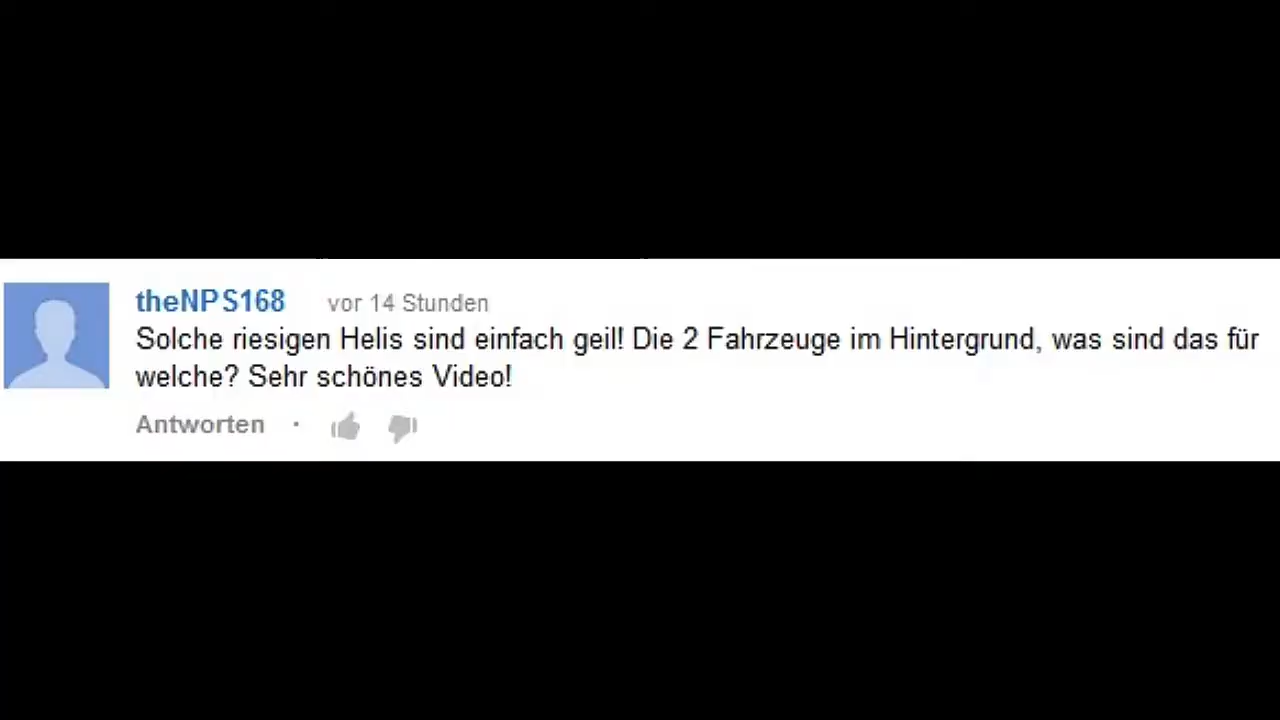 theNPS168 vor 14 Stunden
Solche riesigen Helis sind einfach geil! Die 2 Fahrzeuge im Hintergrund, was sind das für
welche? Sehr schönes Video!
Antworten ·